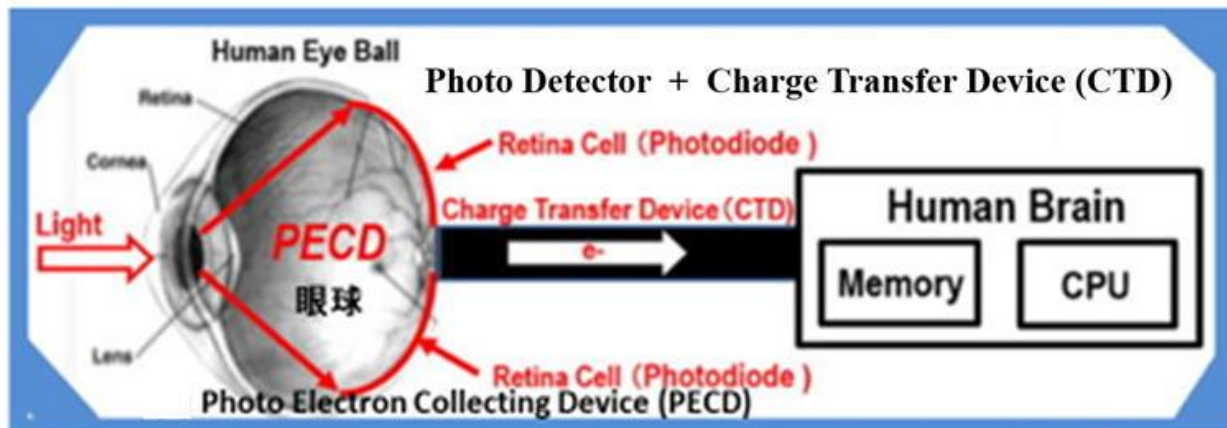 Human Eye Ball
Photo Detector + Charge Transfer Device (CTD)
Retina
Retina Cell (Photodiode )
Cornea
Charge Transfer Device (CTD)
Human Brain
Light
PECD
e-
Memory
CPU
眼球
Lens
Retina Cell (Photodiode )
Photo Electron Collecting Device (PECD)